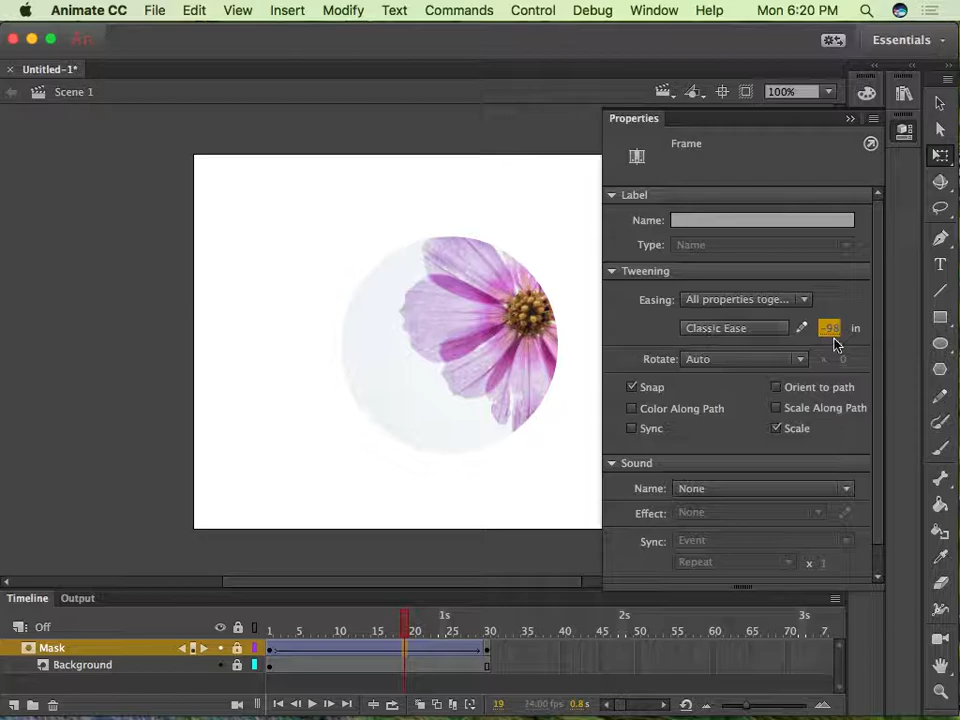 Animate CC File Edit View Insert Modify Text Commands Control Debug Window Help Mon 6:20 PM
An Essentials
Untitled-1*
Scene 1 100%
Properties
Frame
Label
Name:
Type: Name
Tweening
Easing: All properties toge...
Classic Ease -98 in
Rotate: Auto x 0
Snap Orient to path
Color Along Path Scale Along Path
Sync Scale
Sound
Name: None
Effect: None
Sync: Event
Repeat x 1
Timeline Output
1s 2s 3s
Off 1 5 10 15 20 25 30 35 40 45 50 55 60 65 70 7.
Mask
Background
19 24.00 fps 0.8 s